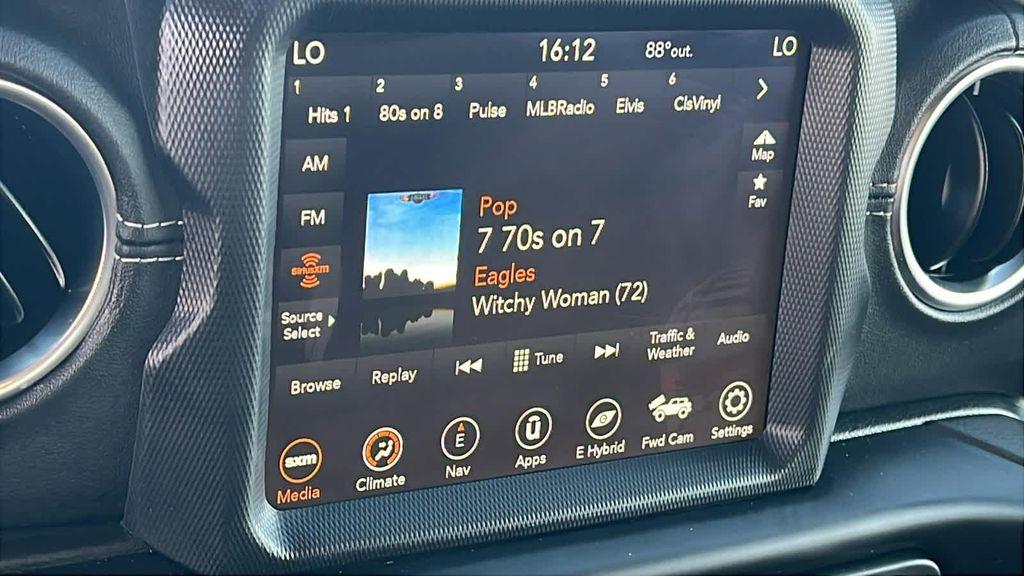 LO 16:12 88°out. LO
1 2 3 4 5 6
Hits 1 80s on 8 Pulse MLBRadio Elvis ClsVinyl
AM
Map
FM
Fav
SiriusXM
Pop
7 70s on 7
Eagles
Witchy Woman (72)
Source
Select
Browse Replay Tune Traffic & Audio
Weather
sxm E
Media Climate Nav Apps E Hybrid Fwd Cam Settings